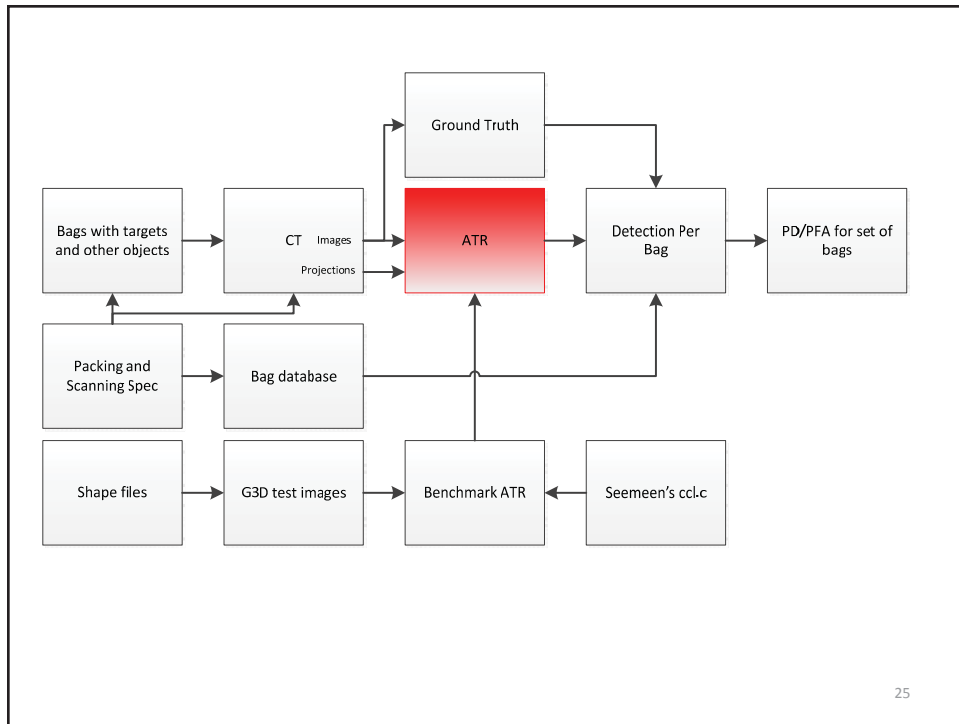 Ground Truth
Bags with targets
and other objects
CT
Images
Projections
ATR
Detection Per
Bag
PD/PFA for set of
bags
Packing and
Scanning Spec
Bag database
Shape files
G3D test images
Benchmark ATR
Seemeen's ccl.c
25